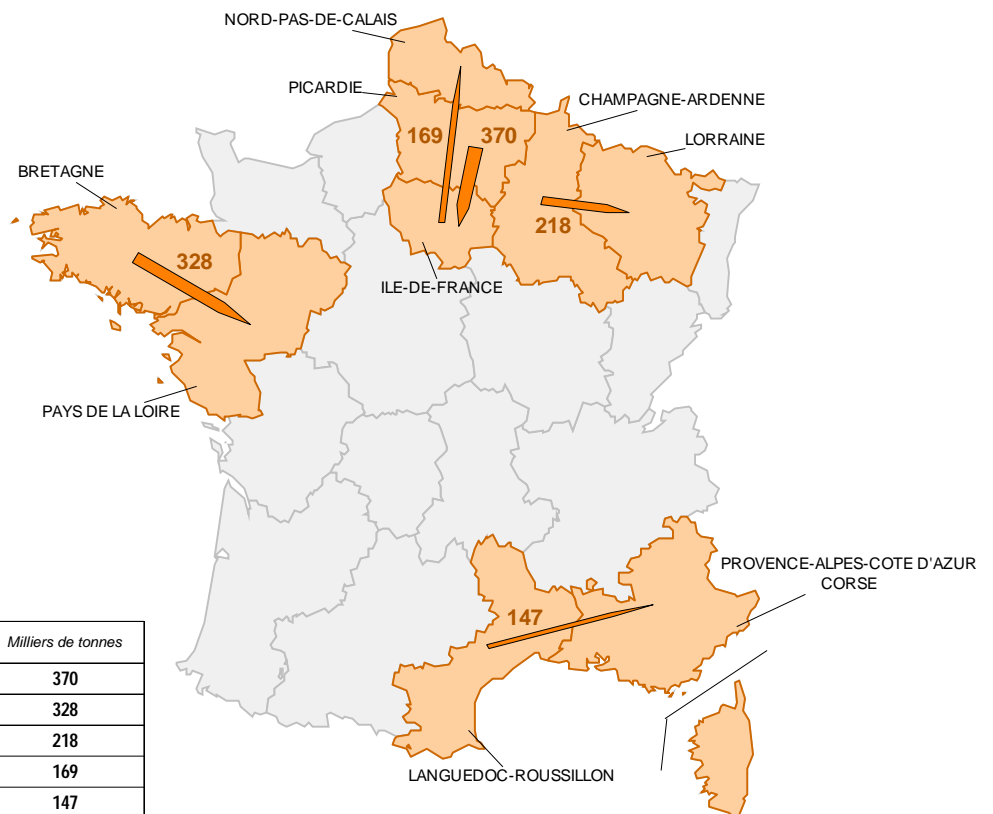 NORD-PAS-DE-CALAIS
PICARDIE
CHAMPAGNE-ARDENNE
169
370
LORRAINE
BRETAGNE
218
328
ILE-DE-FRANCE
PAYS DE LA LOIRE
PROVENCE-ALPES-COTE D'AZUR
CORSE
147
Milliers de tonnes
370
328
218
169
147
LANGUEDOC-ROUSSILLON